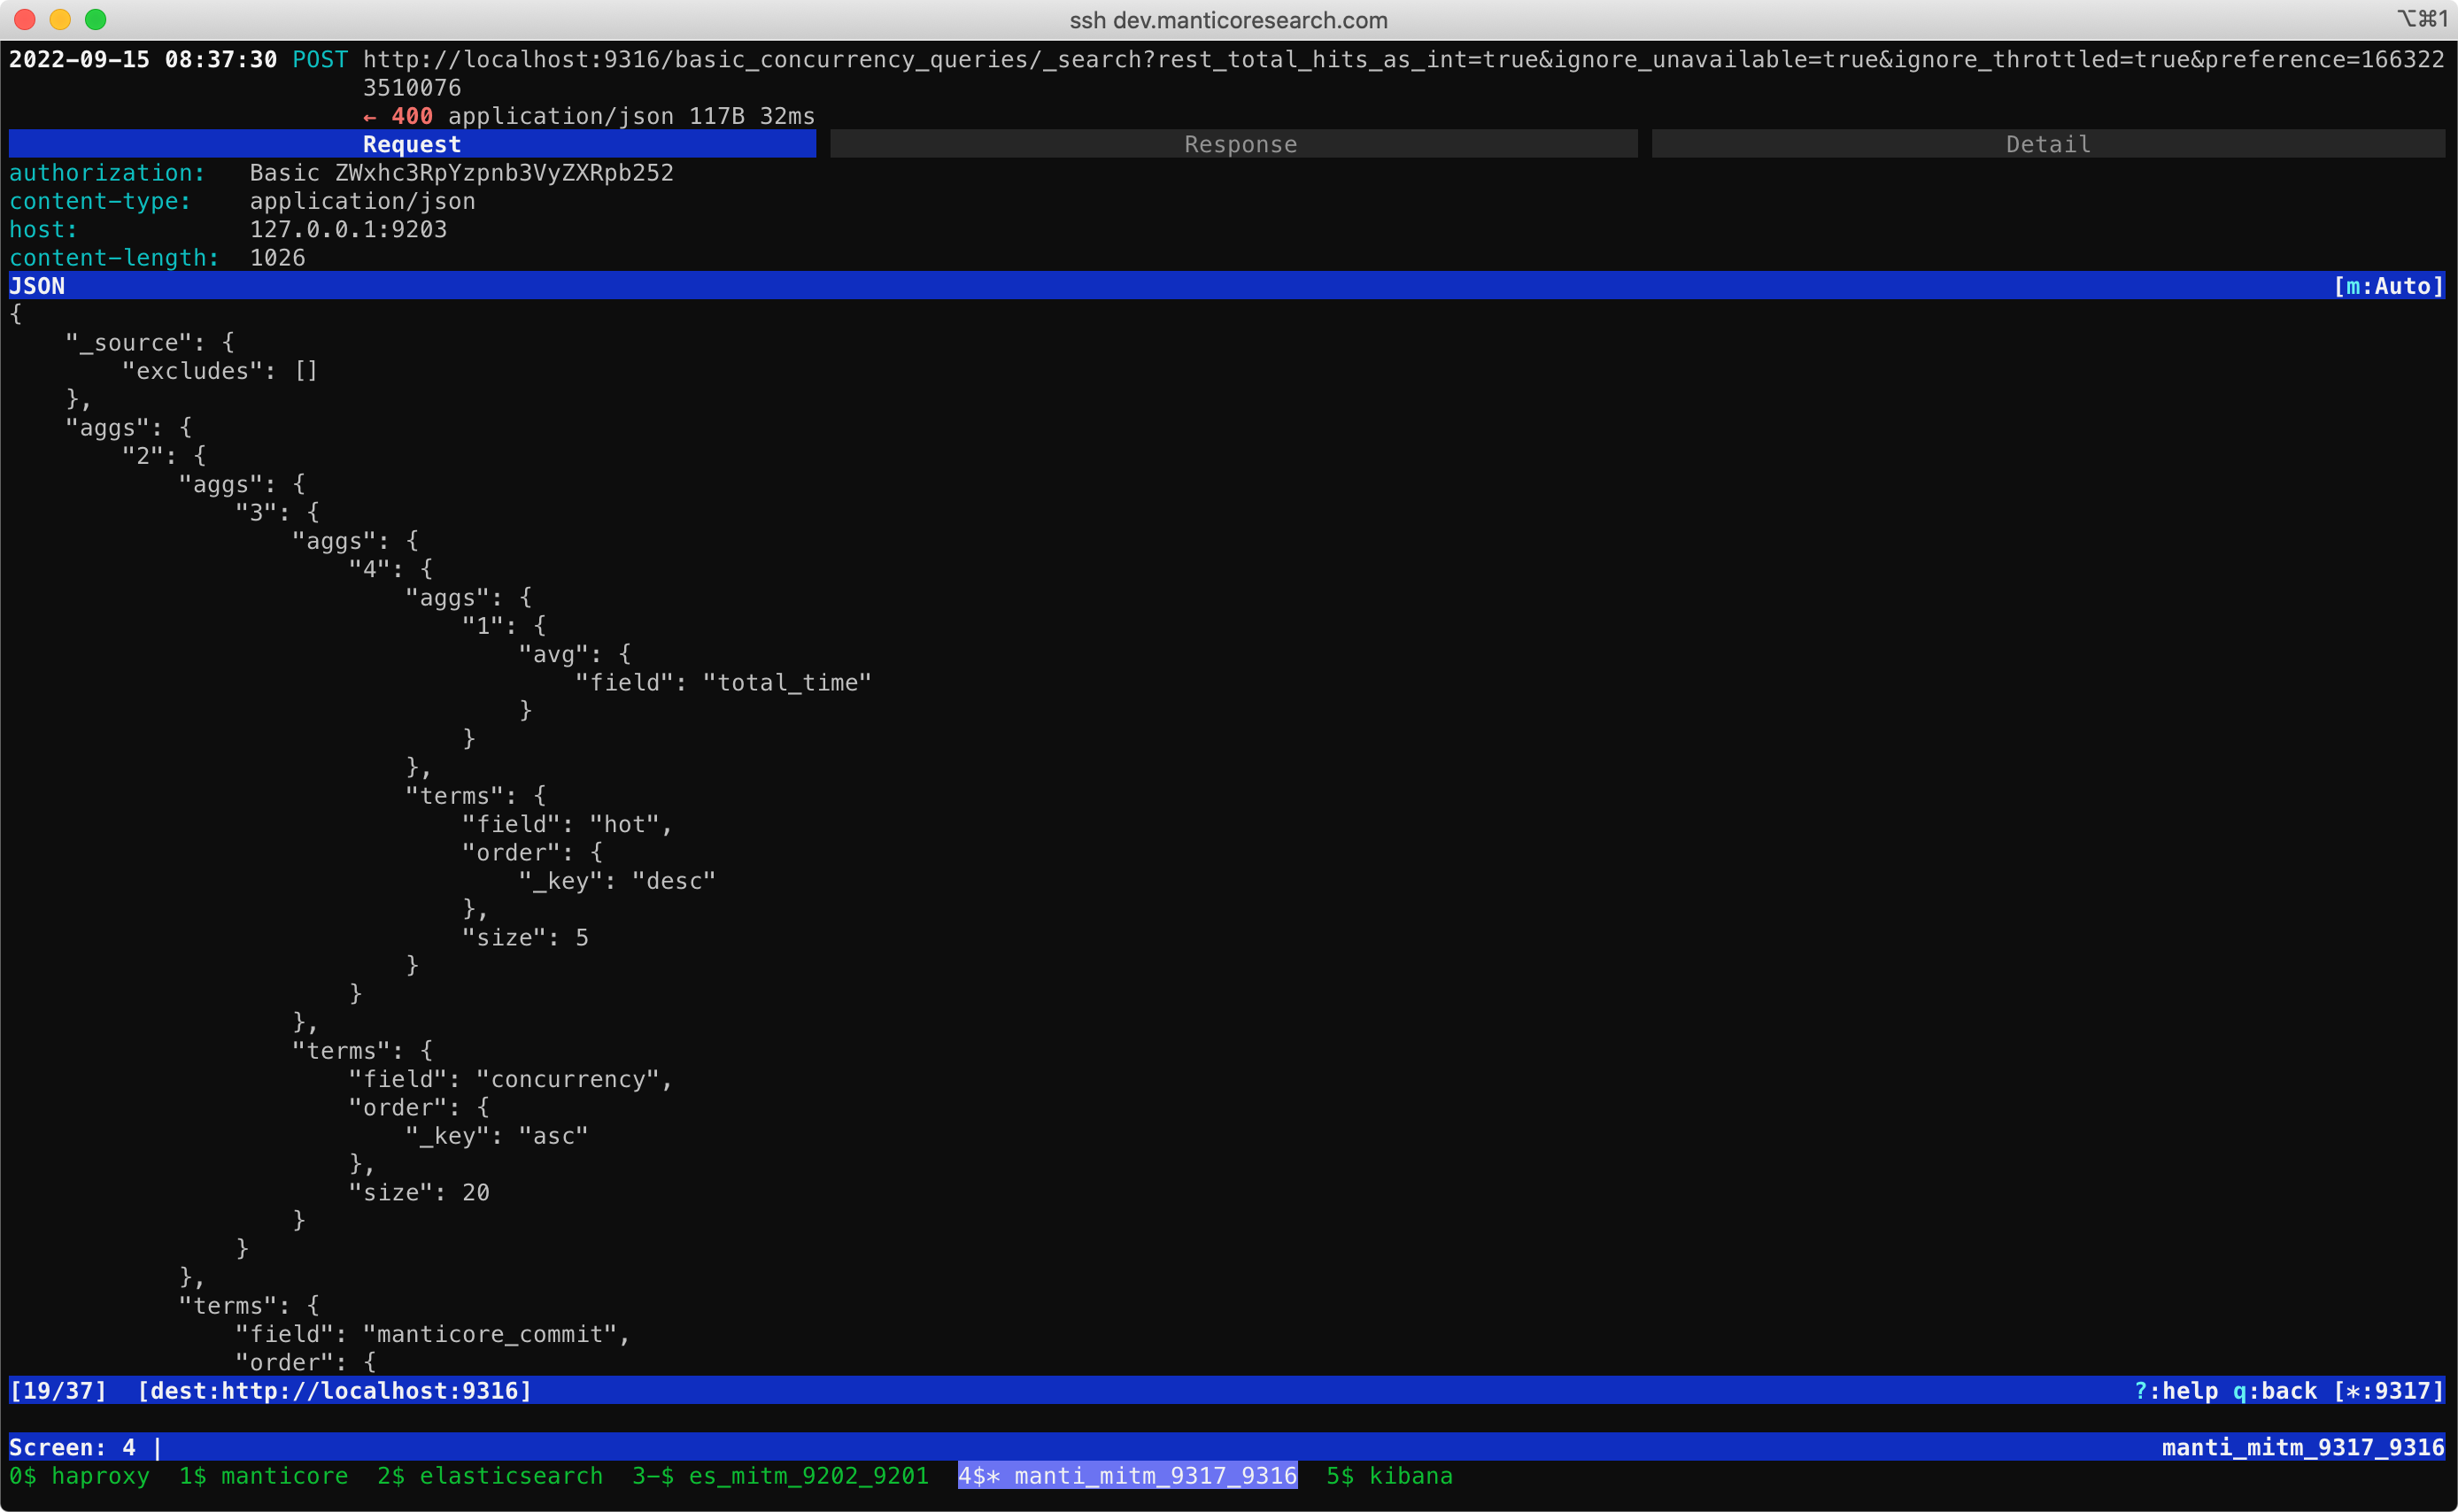 ssh dev.manticoresearch.com ⌥⌘1
2022-09-15 08:37:30 POST http://localhost:9316/basic_concurrency_queries/_search?rest_total_hits_as_int=true&ignore_unavailable=true&ignore_throttled=true&preference=166322
3510076
← 400 application/json 117B 32ms
Request Response Detail
authorization: Basic ZWxhc3RpYzpnb3VyZXRpb252
content-type: application/json
host: 127.0.0.1:9203
content-length: 1026
JSON [m:Auto]
{
    "_source": {
        "excludes": []
    },
    "aggs": {
        "2": {
            "aggs": {
                "3": {
                    "aggs": {
                        "4": {
                            "aggs": {
                                "1": {
                                    "avg": {
                                        "field": "total_time"
                                    }
                                }
                            },
                            "terms": {
                                "field": "hot",
                                "order": {
                                    "_key": "desc"
                                },
                                "size": 5
                            }
                        }
                    },
                    "terms": {
                        "field": "concurrency",
                        "order": {
                            "_key": "asc"
                        },
                        "size": 20
                    }
                }
            },
            "terms": {
                "field": "manticore_commit",
                "order": {
[19/37] [dest:http://localhost:9316] ?:help q:back [*:9317]
Screen: 4 | manti_mitm_9317_9316
0$ haproxy 1$ manticore 2$ elasticsearch 3-$ es_mitm_9202_9201 4$* manti_mitm_9317_9316 5$ kibana